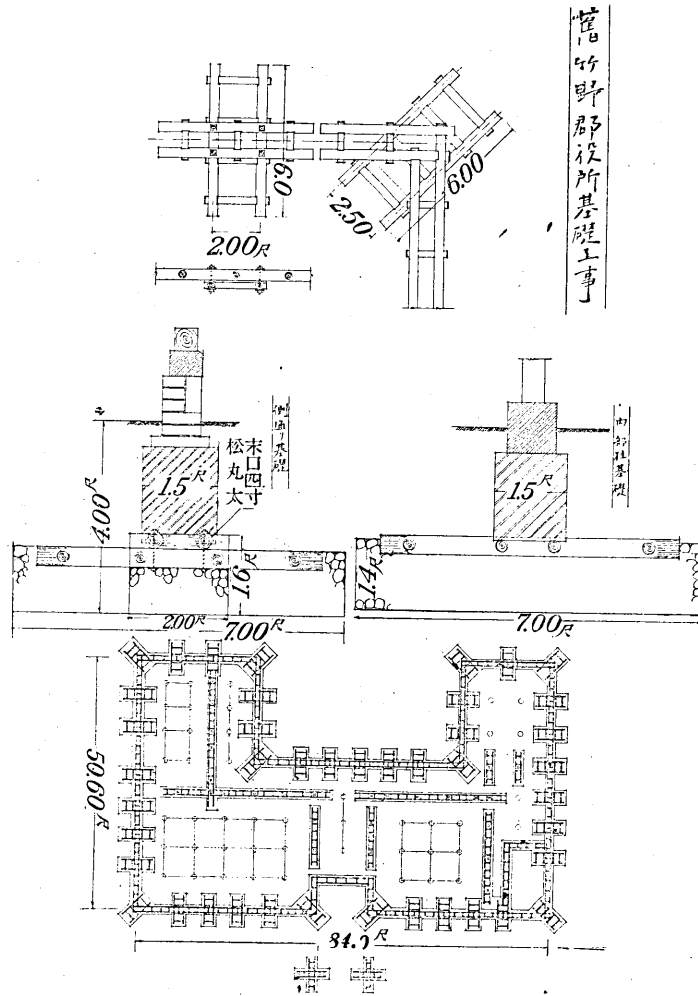 舊竹野郡役所基礎工事
6.0
2.00尺
2.50
6.00
側通リ基礎
末口四寸
松丸太
1.5尺
4.00尺
1.6尺
2.00尺
7.00尺
内部柱基礎
1.5尺
1.4尺
7.00尺
50.60尺
84.0尺